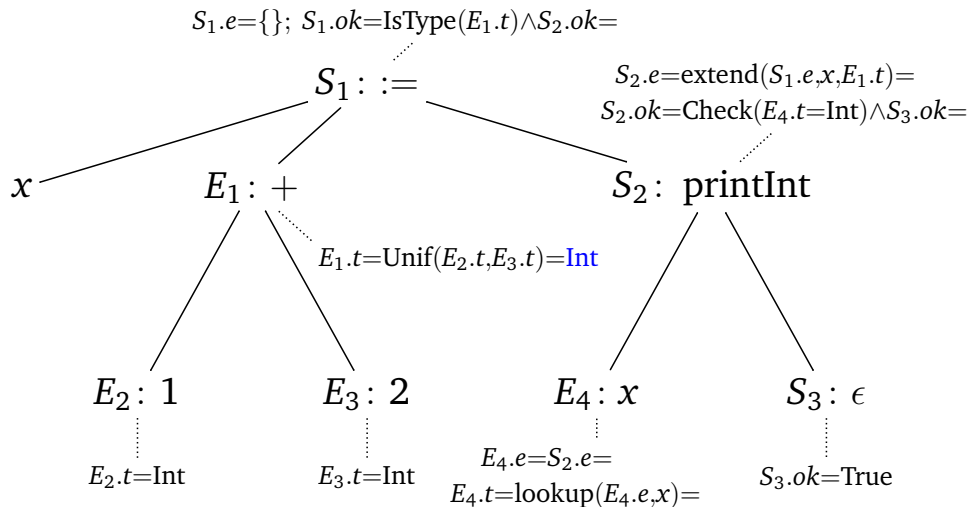 S₁.e={}; S₁.ok=IsType(E₁.t)∧S₂.ok=
S₁: ::=
S₂.e=extend(S₁.e,x,E₁.t)=
S₂.ok=Check(E₄.t=Int)∧S₃.ok=
x
E₁: +
S₂: printInt
E₁.t=Unif(E₂.t,E₃.t)=Int
E₂: 1
E₃: 2
E₄: x
S₃: ϵ
E₂.t=Int
E₃.t=Int
E₄.e=S₂.e=
E₄.t=lookup(E₄.e,x)=
S₃.ok=True